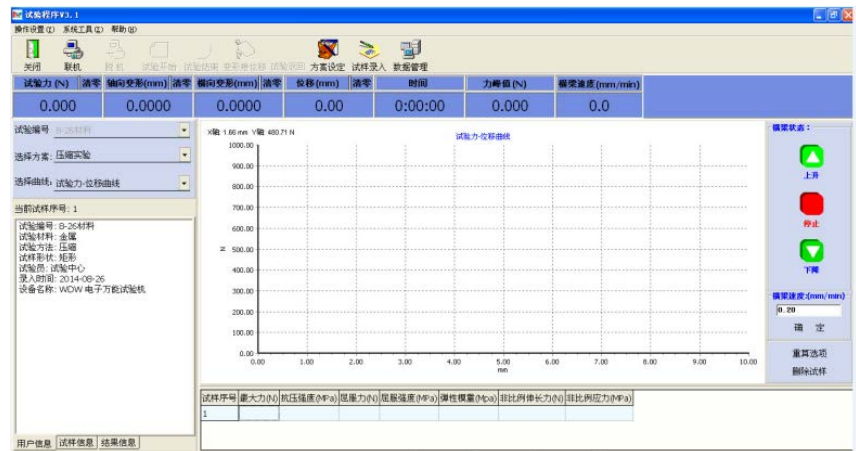 试验程序V3.1
操作设置(I) 系统工具(L) 帮助(H)
关闭 联机 脱机 试验开始 试验结束 变形接位移 试验返回 方案设定 试样录入 数据管理
试验力(N) 清零 轴向变形(mm) 清零 横向变形(mm) 清零 位移(mm) 清零 时间 力峰值(N) 横梁速度(mm/min)
0.000 0.0000 0.0000 0.00 0:00:00 0.000 0.0
试验编号 8-26材料
选择方案: 压缩实验
选择曲线: 试验力-位移曲线
当前试样序号: 1
试验编号: 8-26材料
试验材料: 金属
试验方法: 压缩
试样形状: 矩形
试验员: 试验中心
录入时间: 2014-08-26
设备名称: WDW 电子万能试验机
用户信息 试样信息 结果信息
X轴: 1.66 mm Y轴: 480.71 N
试验力-位移曲线
1000.00
900.00
800.00
700.00
600.00
500.00
400.00
300.00
200.00
100.00
0.00
N
0.00 1.00 2.00 3.00 4.00 5.00 6.00 7.00 8.00 9.00 10.00
mm
试样序号 最大力(N) 抗压强度(MPa) 屈服力(N) 屈服强度(MPa) 弹性模量(Mpa) 非比例伸长力(N) 非比例应力(MPa)
1
横梁状态:
上升
停止
下降
横梁速度:(mm/min)
0.20
确 定
重算选项
删除试样